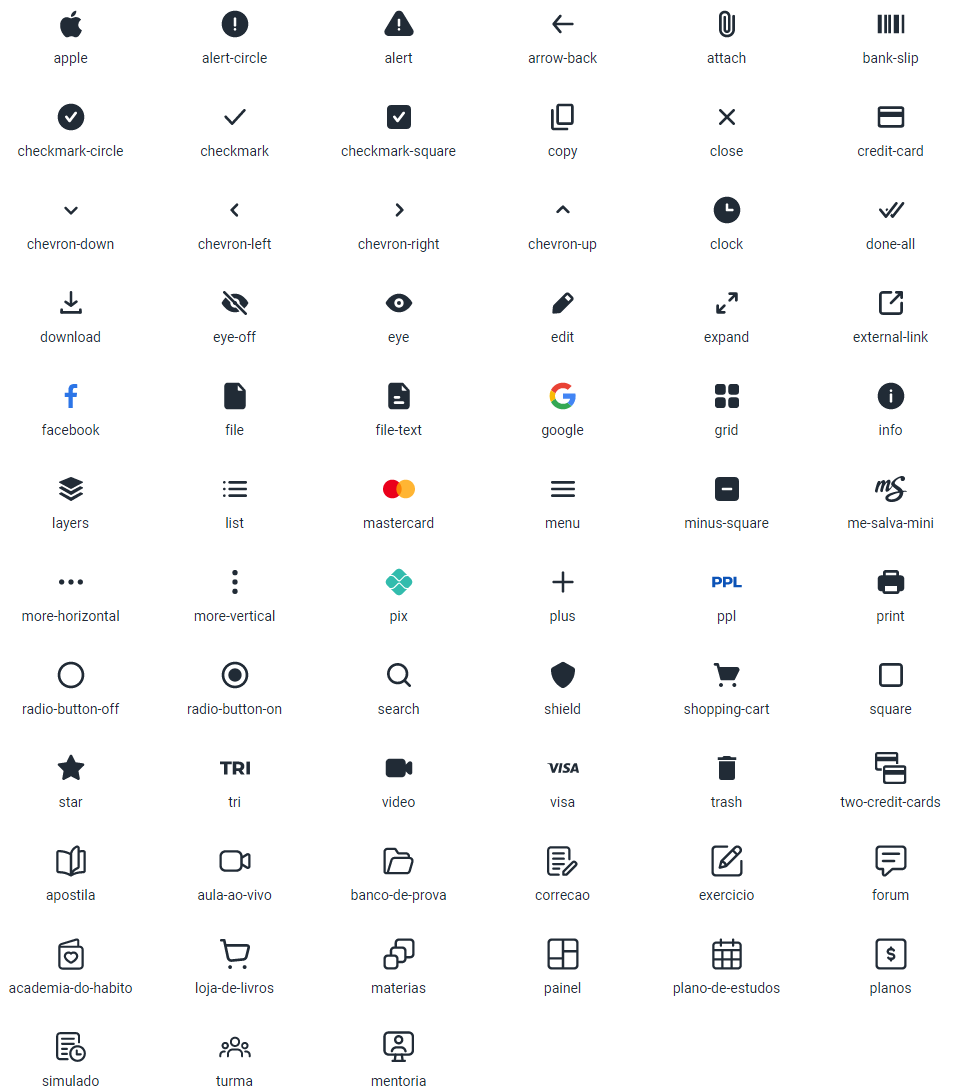 apple
alert-circle
alert
arrow-back
attach
bank-slip
checkmark-circle
checkmark
checkmark-square
copy
close
credit-card
chevron-down
chevron-left
chevron-right
chevron-up
clock
done-all
download
eye-off
eye
edit
expand
external-link
facebook
file
file-text
google
grid
info
mS
layers
list
mastercard
menu
minus-square
me-salva-mini
PPL
more-horizontal
more-vertical
pix
plus
ppl
print
radio-button-off
radio-button-on
search
shield
shopping-cart
square
TRI
VISA
star
tri
video
visa
trash
two-credit-cards
apostila
aula-ao-vivo
banco-de-prova
correcao
exercicio
forum
$
academia-do-habito
loja-de-livros
materias
painel
plano-de-estudos
planos
simulado
turma
mentoria